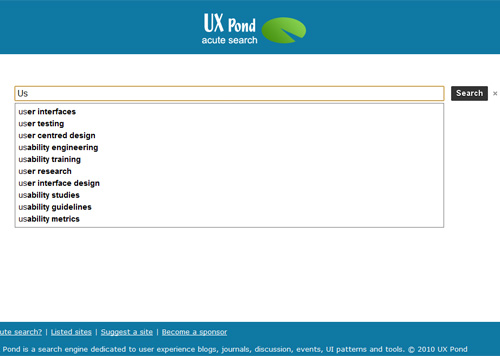 UX Pond
acute search
Us
Search ×
user interfaces
user testing
user centred design
usability engineering
usability training
user research
user interface design
usability studies
usability guidelines
usability metrics
ute search? | Listed sites | Suggest a site | Become a sponsor
Pond is a search engine dedicated to user experience blogs, journals, discussion, events, UI patterns and tools. © 2010 UX Pond